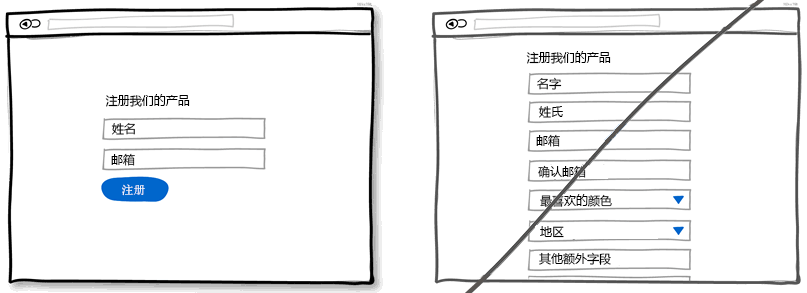 注册我们的产品
姓名
邮箱
注册
注册我们的产品
名字
姓氏
邮箱
确认邮箱
最喜欢的颜色
地区
其他额外字段